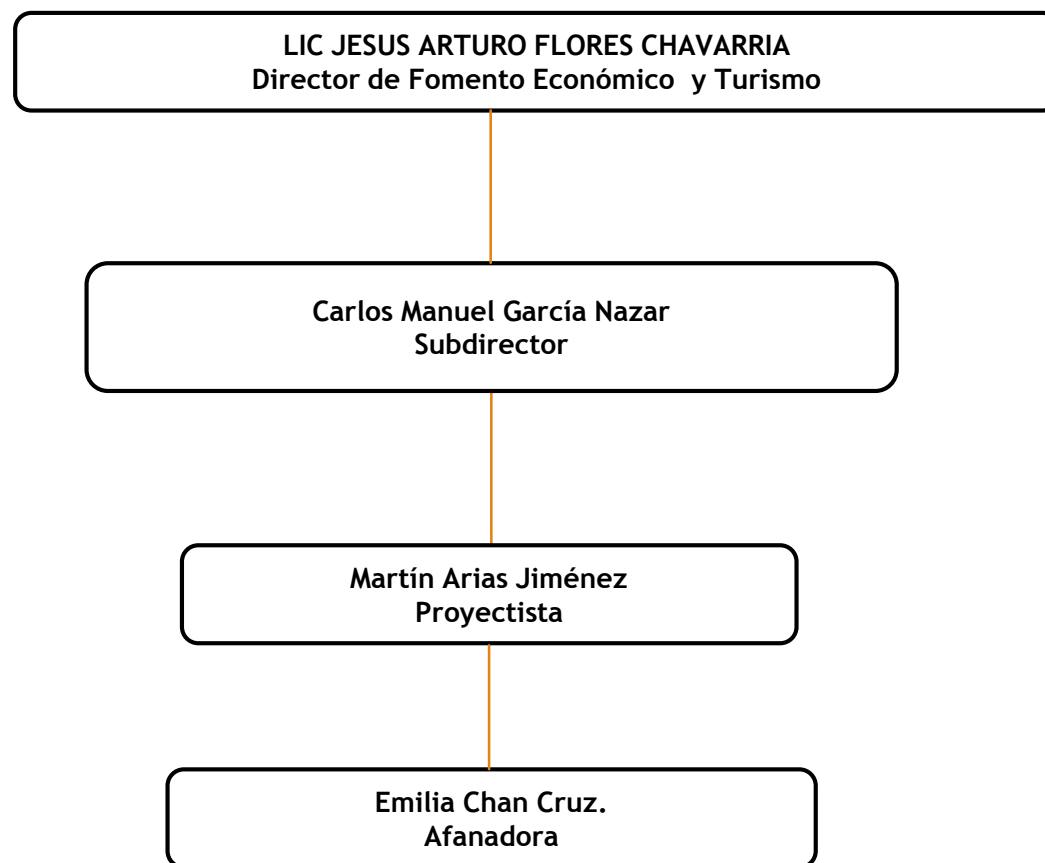 LIC JESUS ARTURO FLORES CHAVARRIA
Director de Fomento Económico  y Turismo
Carlos Manuel García Nazar
Subdirector
Martín Arias Jiménez
Proyectista
Emilia Chan Cruz.
Afanadora